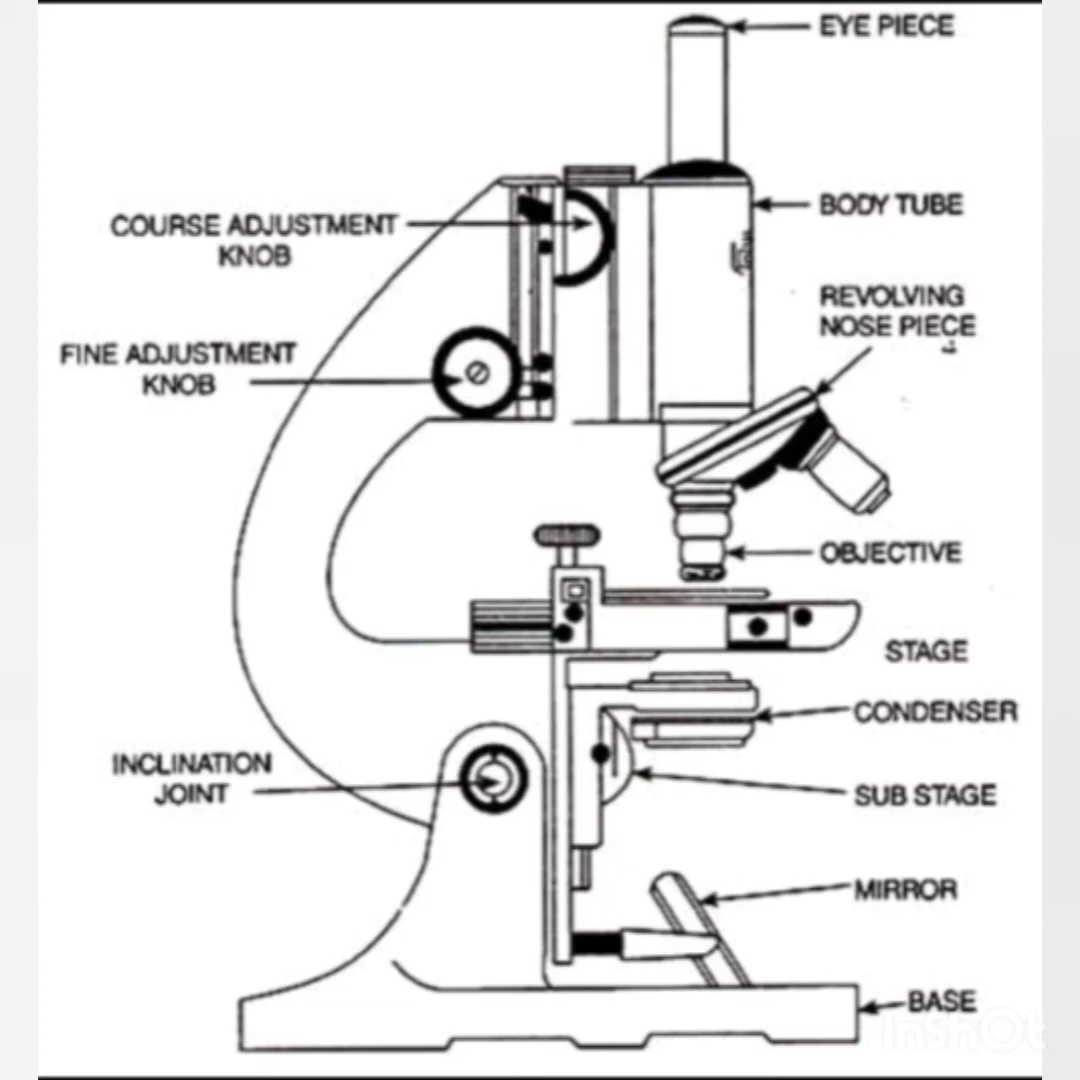 EYE PIECE
BODY TUBE
COURSE ADJUSTMENT
KNOB
REVOLVING
NOSE PIECE
FINE ADJUSTMENT
KNOB
OBJECTIVE
STAGE
CONDENSER
INCLINATION
JOINT
SUB STAGE
MIRROR
BASE
InShOt